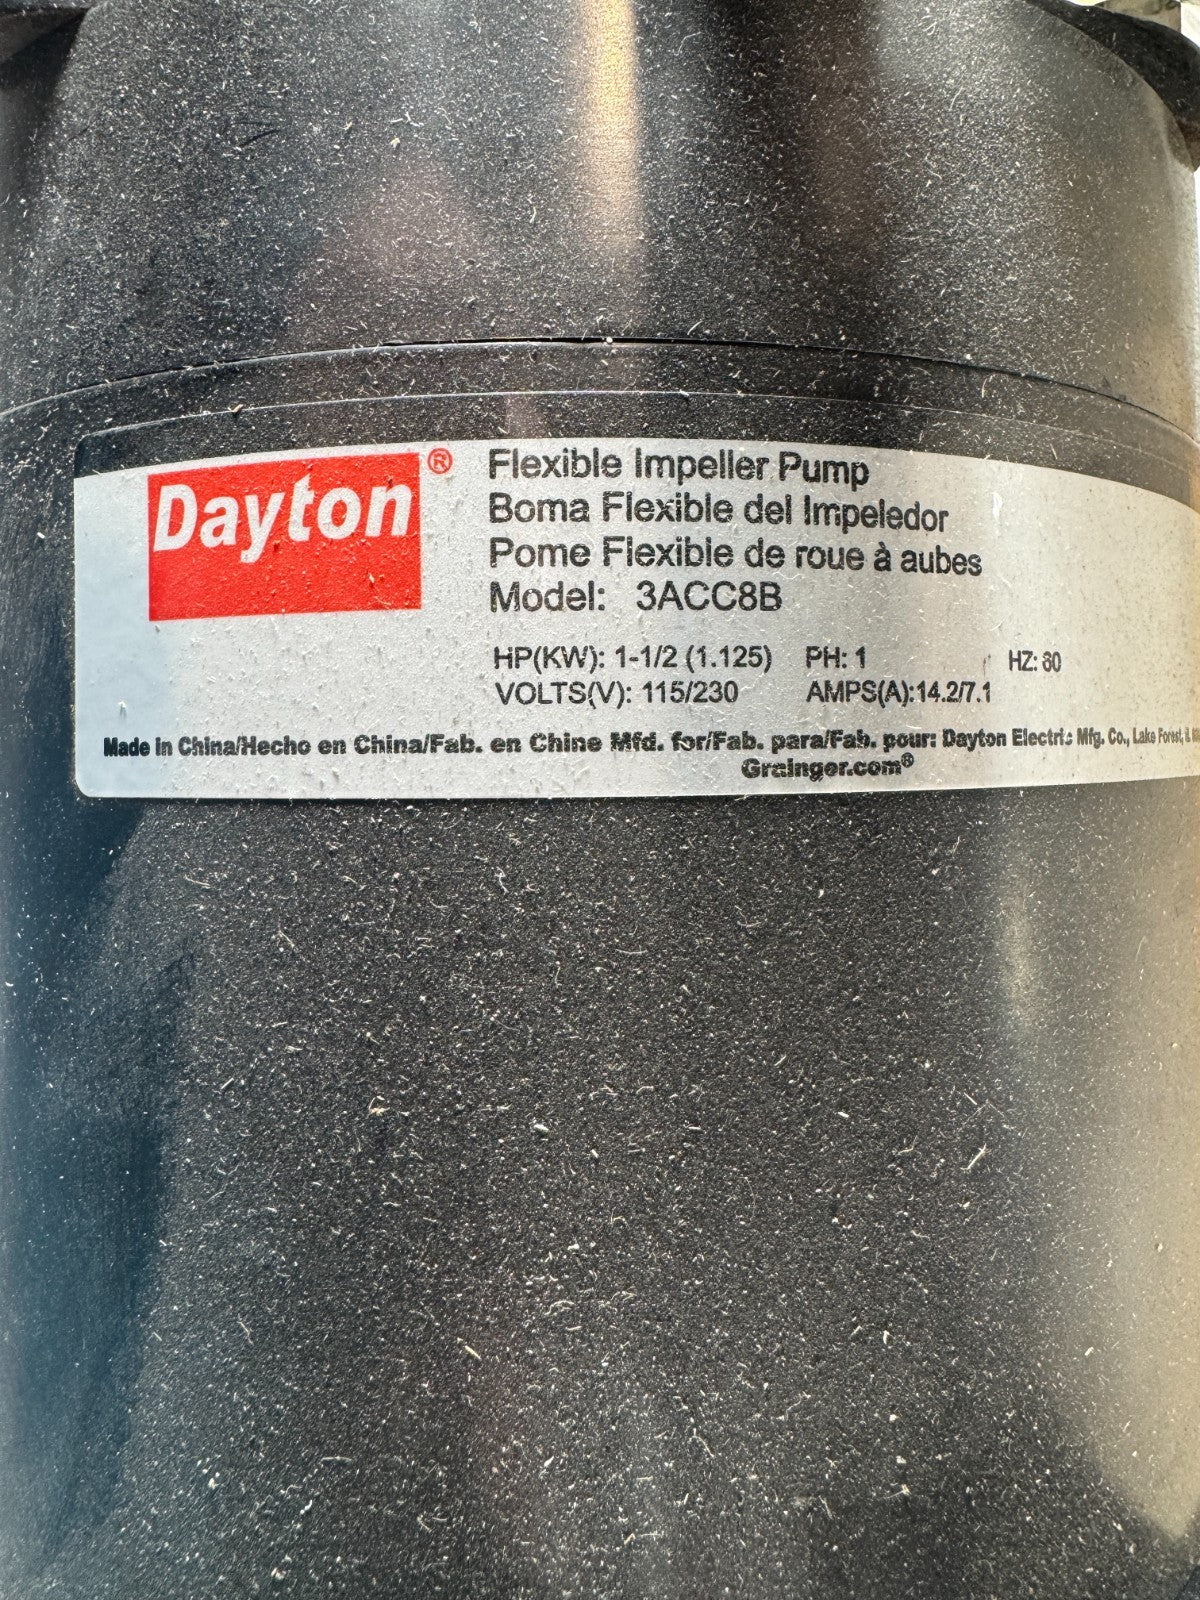 Dayton®
Flexible Impeller Pump
Boma Flexible del Impeledor
Pome Flexible de roue à aubes
Model: 3ACC8B
HP(KW): 1-1/2 (1.125) PH: 1 HZ: 60
VOLTS(V): 115/230 AMPS(A):14.2/7.1
Made in China/Hecho en China/Fab. en Chine Mfd. for/Fab. para/Fab. pour: Dayton Electric Mfg. Co., Lake Forest, IL
Grainger.com®